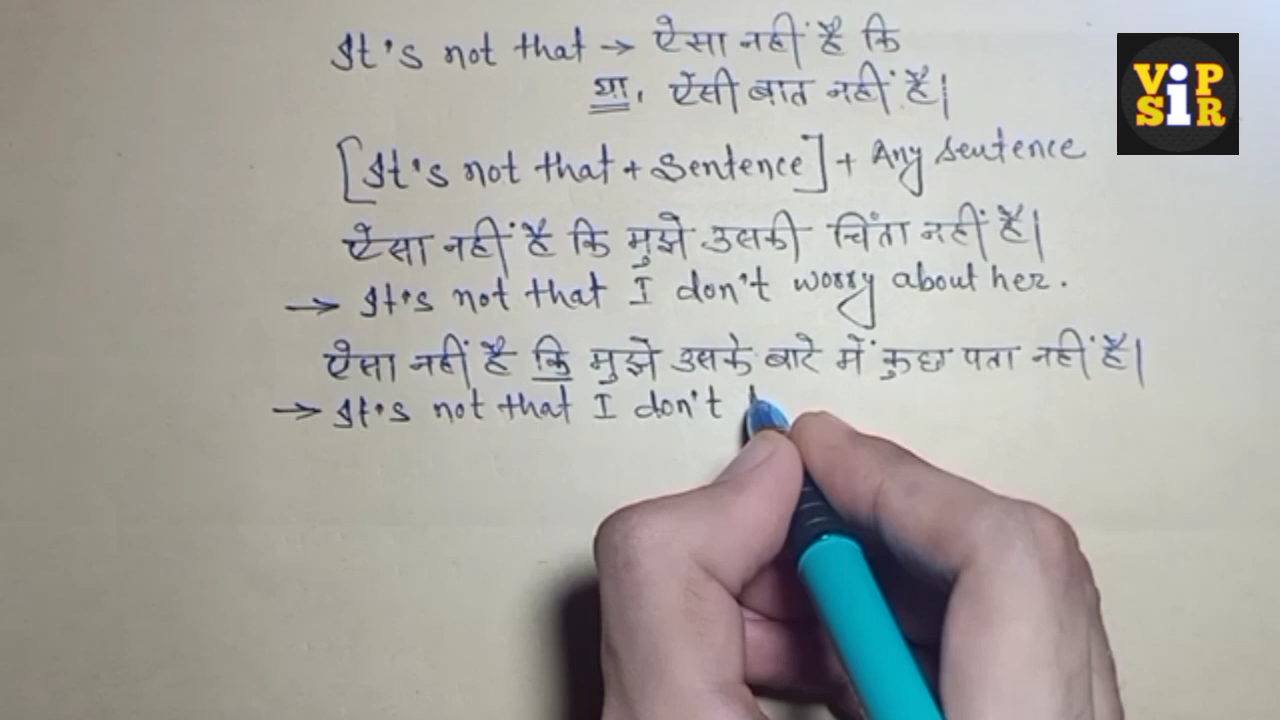 It's not that → ऐसा नहीं है कि
या, ऐसी बात नहीं है।
[It's not that + Sentence] + Any sentence
ऐसा नहीं है कि मुझे उसकी चिंता नहीं है।
→ It's not that I don't worry about her.
ऐसा नहीं है कि मुझे उसके बारे में कुछ पता नहीं है।
→ It's not that I don't
ViP
SiR